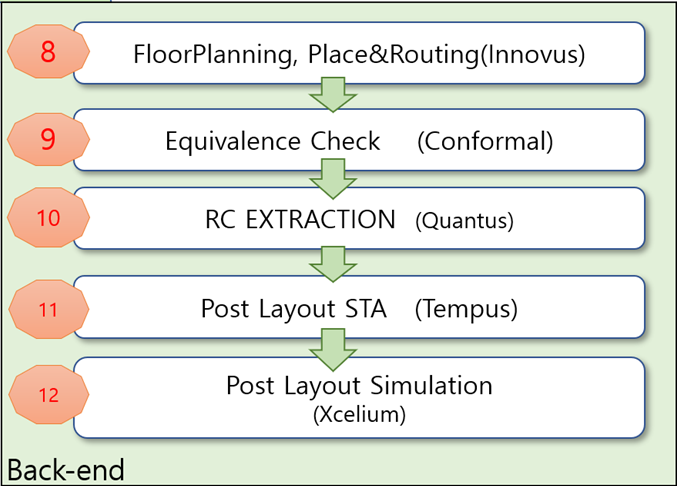 8
FloorPlanning, Place&Routing(Innovus)
9
Equivalence Check (Conformal)
10
RC EXTRACTION (Quantus)
11
Post Layout STA (Tempus)
12
Post Layout Simulation
(Xcelium)
Back-end